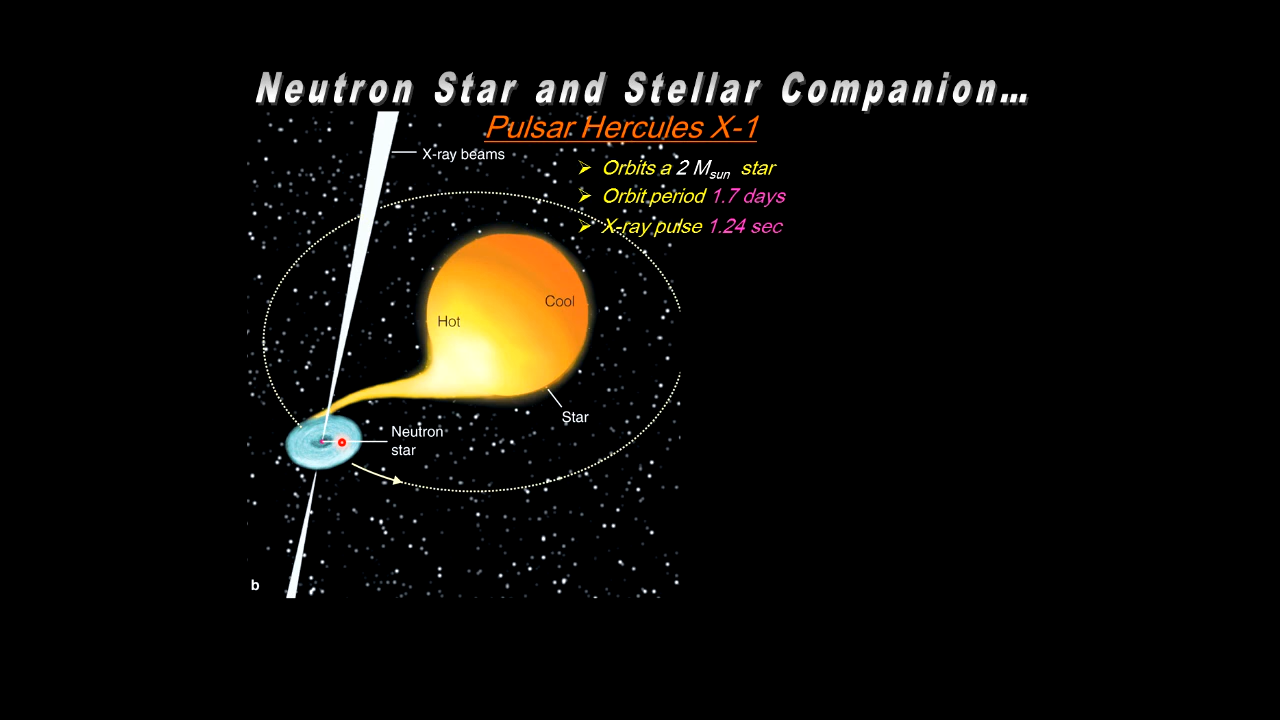 Neutron Star and Stellar Companion…
Pulsar Hercules X-1
X-ray beams
➢ Orbits a 2 Msun star
➢ Orbit period 1.7 days
➢ X-ray pulse 1.24 sec
Cool
Hot
Star
Neutron
star
b